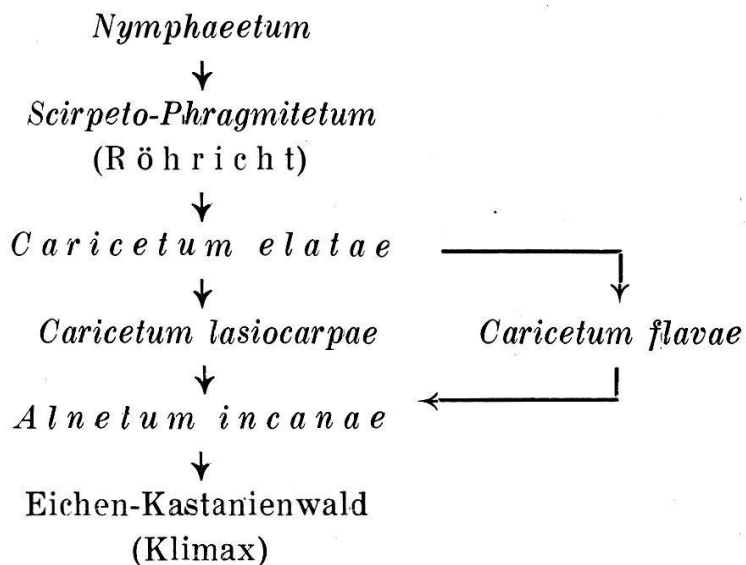 Nymphaeetum
↓
Scirpeto-Phragmitetum
(Röhricht)
↓
Caricetum elatae
↓
Caricetum lasiocarpae Caricetum flavae
↓
Alnetum incanae
↓
Eichen-Kastanienwald
(Klimax)